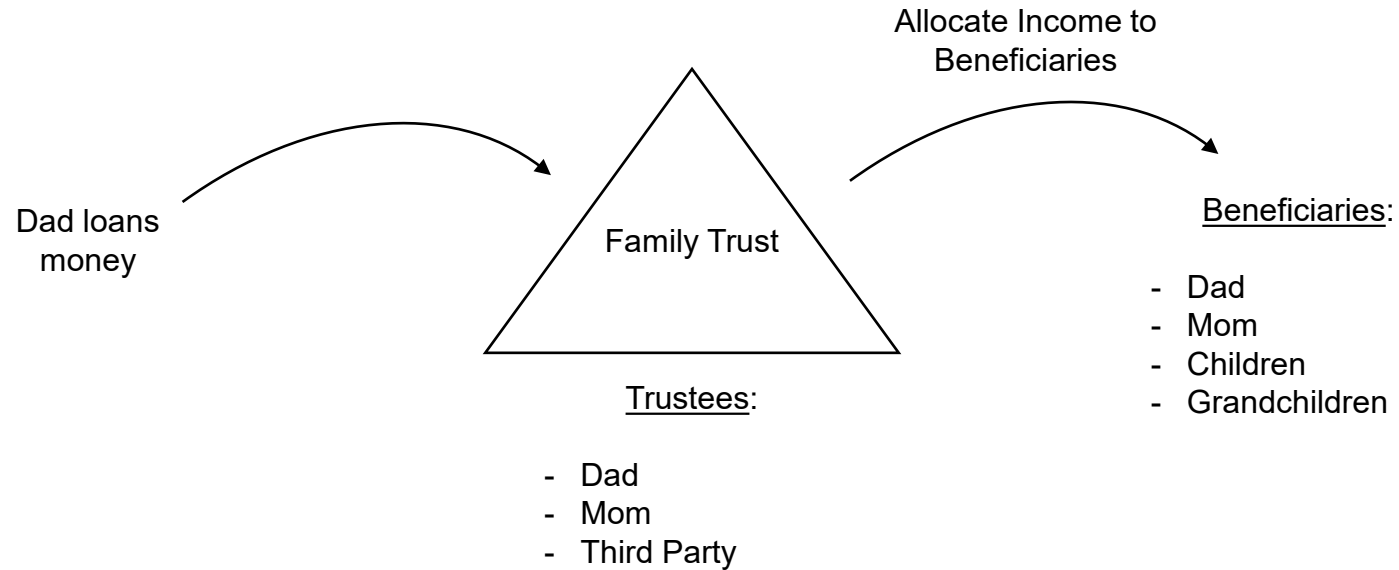 Allocate Income to
Beneficiaries
Dad loans
money
Family Trust
Beneficiaries:
- Dad
- Mom
- Children
- Grandchildren
Trustees:
- Dad
- Mom
- Third Party